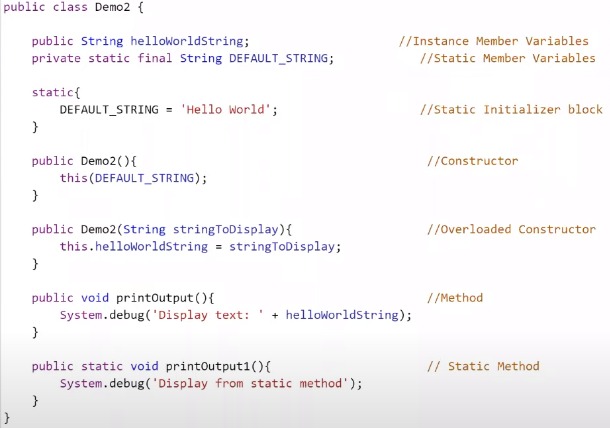 public class Demo2 {
public String helloWorldString; //Instance Member Variables
private static final String DEFAULT_STRING; //Static Member Variables
static{
DEFAULT_STRING = 'Hello World'; //Static Initializer block
}
public Demo2(){ //Constructor
this(DEFAULT_STRING);
}
public Demo2(String stringToDisplay){ //Overloaded Constructor
this.helloWorldString = stringToDisplay;
}
public void printOutput(){ //Method
System.debug('Display text: ' + helloWorldString);
}
public static void printOutput1(){ // Static Method
System.debug('Display from static method');
}
}